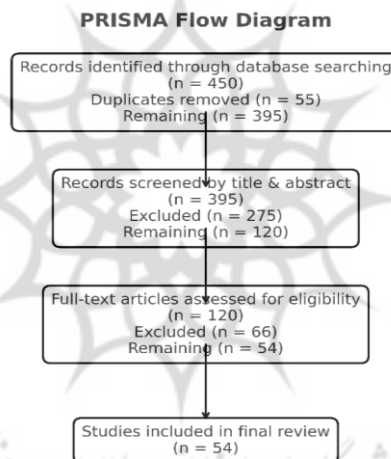 PRISMA Flow Diagram
Records identified through database searching
(n = 450)
Duplicates removed (n = 55)
Remaining (n = 395)
Records screened by title & abstract
(n = 395)
Excluded (n = 275)
Remaining (n = 120)
Full-text articles assessed for eligibility
(n = 120)
Excluded (n = 66)
Remaining (n = 54)
Studies included in final review
(n = 54)